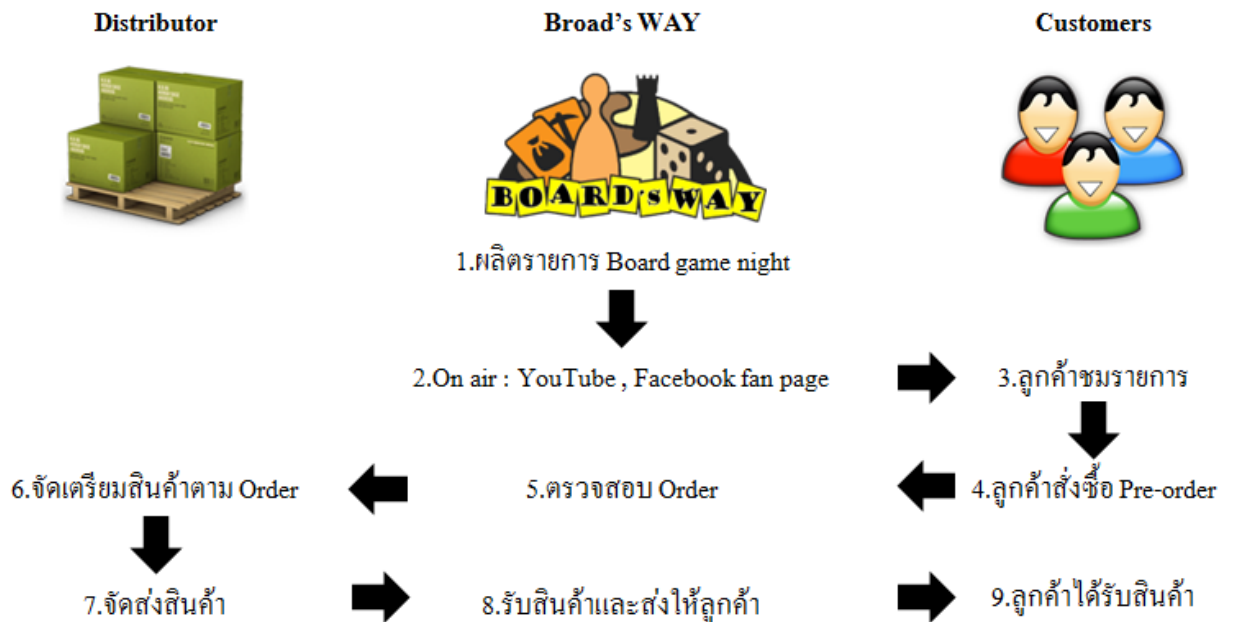 Distributor
Broad's WAY
Customers
BOARD'S WAY
1.ผลิตรายการ Board game night
2.On air : YouTube , Facebook fan page
3.ลูกค้าชมรายการ
6.จัดเตรียมสินค้าตาม Order
5.ตรวจสอบ Order
4.ลูกค้าสั่งซื้อ Pre-order
7.จัดส่งสินค้า
8.รับสินค้าและส่งให้ลูกค้า
9.ลูกค้าได้รับสินค้า